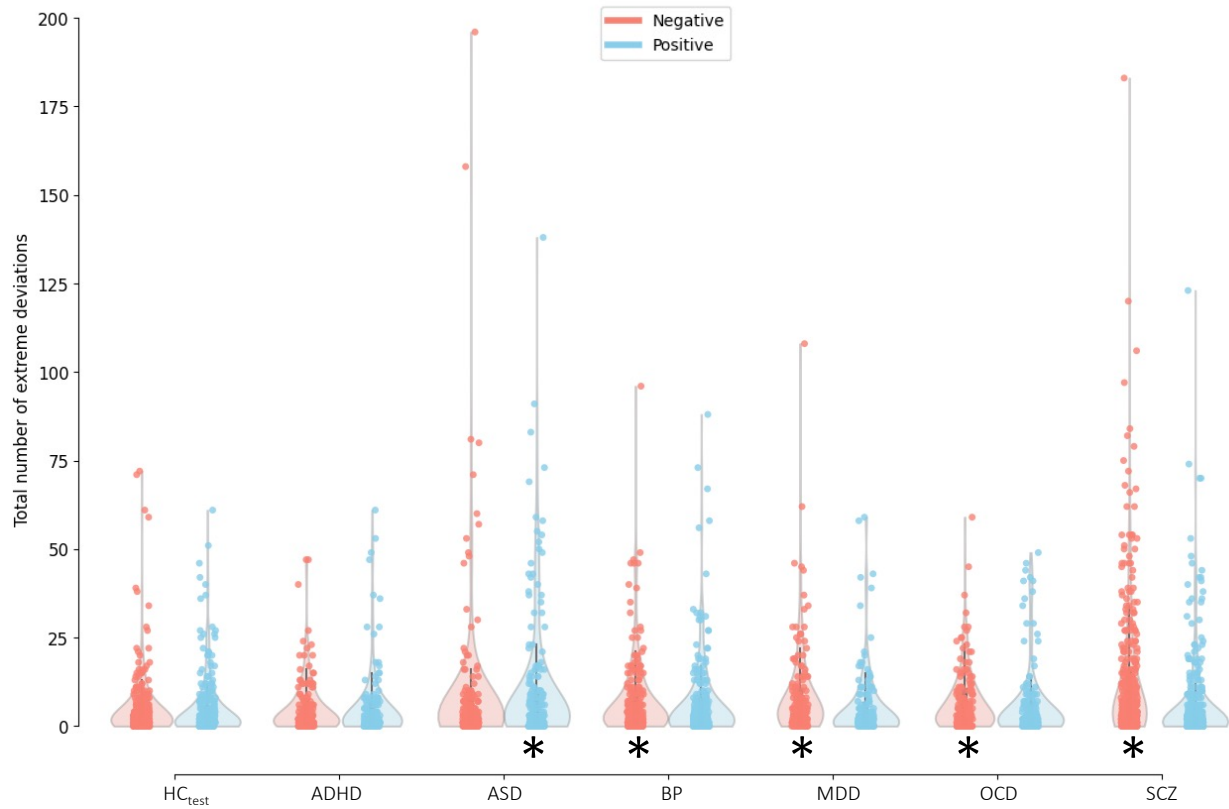 Negative
Positive
Total number of extreme deviations
200
175
150
125
100
75
50
25
0
* * * * *
HCtest ADHD ASD BP MDD OCD SCZ